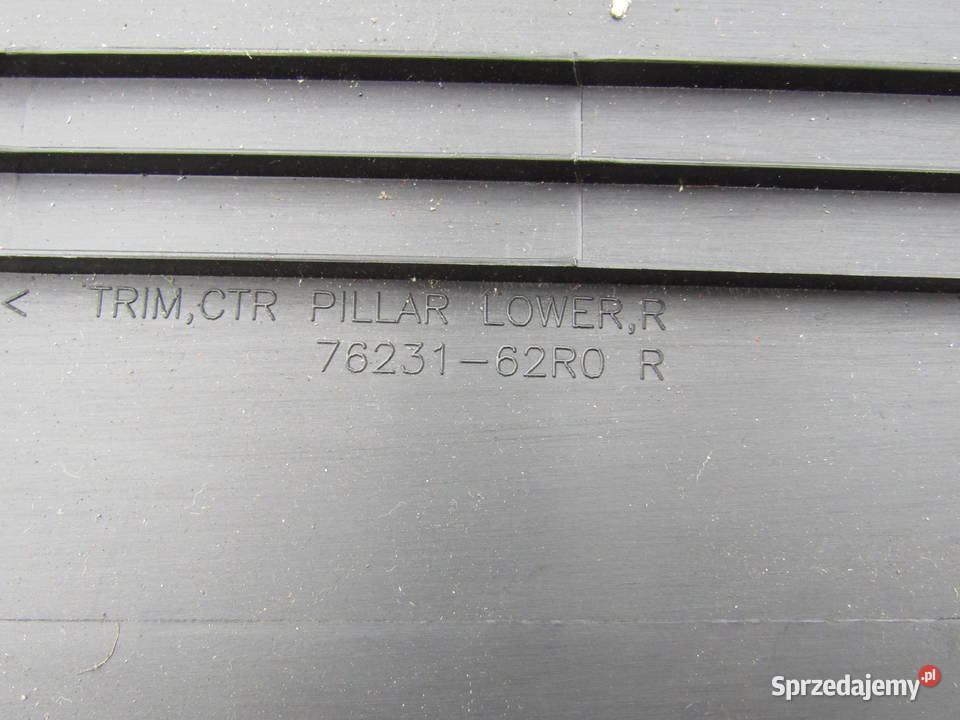 < TRIM,CTR PILLAR LOWER,R
76231-62R0 R
Sprzedajemy.pl